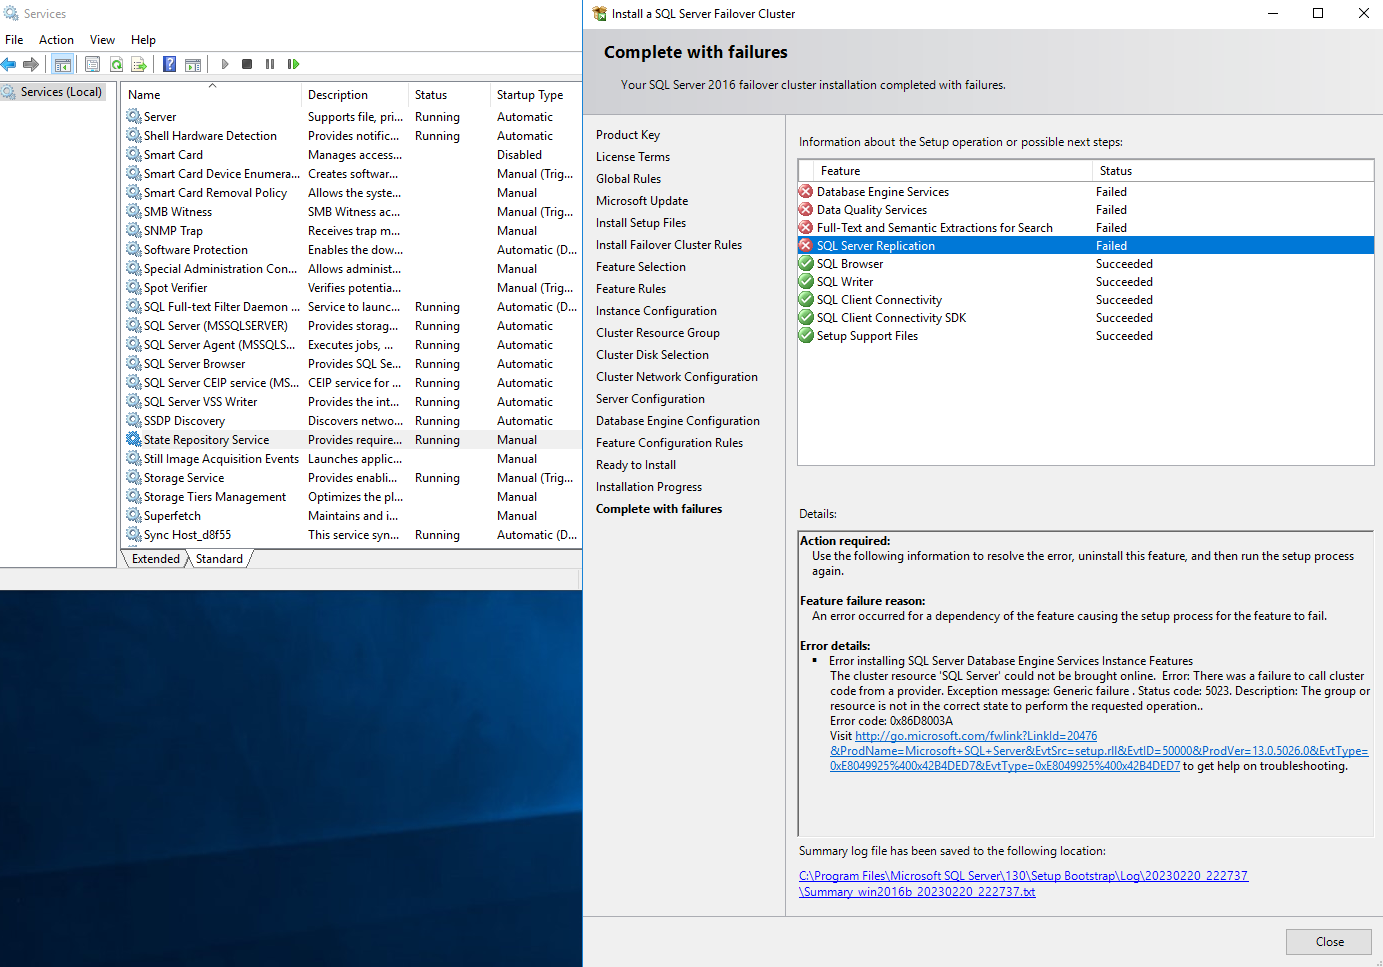 Services
File Action View Help
Services (Local)
Name Description Status Startup Type
Server Supports file, pri... Running Automatic
Shell Hardware Detection Provides notific... Running Automatic
Smart Card Manages access... Disabled
Smart Card Device Enumera... Creates softwar... Manual (Trig...
Smart Card Removal Policy Allows the syste... Manual
SMB Witness SMB Witness ac... Manual (Trig...
SNMP Trap Receives trap m... Manual
Software Protection Enables the dow... Automatic (D...
Special Administration Con... Allows administ... Manual
Spot Verifier Verifies potentia... Manual (Trig...
SQL Full-text Filter Daemon ... Service to launc... Running Automatic (D...
SQL Server (MSSQLSERVER) Provides storag... Running Automatic
SQL Server Agent (MSSQLS... Executes jobs, ... Running Automatic
SQL Server Browser Provides SQL Se... Running Automatic
SQL Server CEIP service (MS... CEIP service for ... Running Automatic
SQL Server VSS Writer Provides the int... Running Automatic
SSDP Discovery Discovers netwo... Running Automatic
State Repository Service Provides require... Running Manual
Still Image Acquisition Events Launches applic... Manual
Storage Service Provides enabli... Running Manual (Trig...
Storage Tiers Management Optimizes the pl... Manual
Superfetch Maintains and i... Manual
Sync Host_d8f55 This service syn... Running Automatic (D...
Extended Standard
Install a SQL Server Failover Cluster
Complete with failures
Your SQL Server 2016 failover cluster installation completed with failures.
Product Key
License Terms
Global Rules
Microsoft Update
Install Setup Files
Install Failover Cluster Rules
Feature Selection
Feature Rules
Instance Configuration
Cluster Resource Group
Cluster Disk Selection
Cluster Network Configuration
Server Configuration
Database Engine Configuration
Feature Configuration Rules
Ready to Install
Installation Progress
Complete with failures
Information about the Setup operation or possible next steps:
Feature Status
Database Engine Services Failed
Data Quality Services Failed
Full-Text and Semantic Extractions for Search Failed
SQL Server Replication Failed
SQL Browser Succeeded
SQL Writer Succeeded
SQL Client Connectivity Succeeded
SQL Client Connectivity SDK Succeeded
Setup Support Files Succeeded
Details:
Action required:
Use the following information to resolve the error, uninstall this feature, and then run the setup process
again.
Feature failure reason:
An error occurred for a dependency of the feature causing the setup process for the feature to fail.
Error details:
▪ Error installing SQL Server Database Engine Services Instance Features
The cluster resource 'SQL Server' could not be brought online. Error: There was a failure to call cluster
code from a provider. Exception message: Generic failure . Status code: 5023. Description: The group or
resource is not in the correct state to perform the requested operation..
Error code: 0x86D8003A
Visit http://go.microsoft.com/fwlink?LinkId=20476
&ProdName=Microsoft+SQL+Server&EvtSrc=setup.rll&EvtID=50000&ProdVer=13.0.5026.0&EvtType=
0xE8049925%400x42B4DED7&EvtType=0xE8049925%400x42B4DED7 to get help on troubleshooting.
Summary log file has been saved to the following location:
C:\Program Files\Microsoft SQL Server\130\Setup Bootstrap\Log\20230220_222737
\Summary_win2016b_20230220_222737.txt
Close